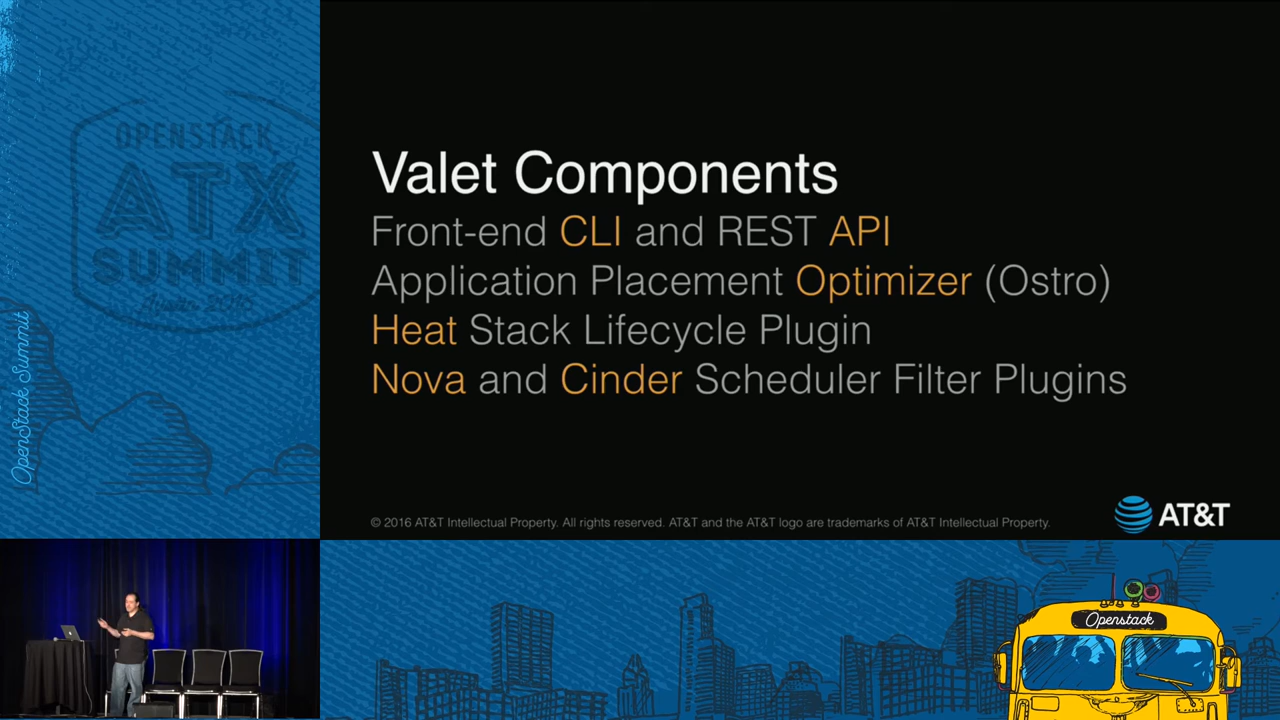 OPENSTACK
ATX
SUMMIT
Austin
OpenStack Summit
Valet Components
Front-end CLI and REST API
Application Placement Optimizer (Ostro)
Heat Stack Lifecycle Plugin
Nova and Cinder Scheduler Filter Plugins
© 2016 AT&T Intellectual Property. All rights reserved. AT&T and the AT&T logo are trademarks of AT&T Intellectual Property.
AT&T
Openstack